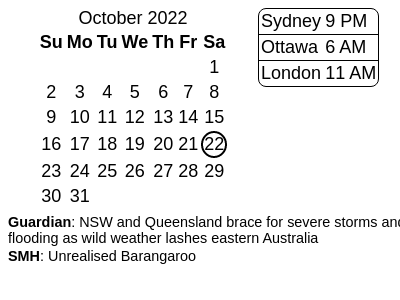 October 2022
Su Mo Tu We Th Fr Sa
1
2 3 4 5 6 7 8
9 10 11 12 13 14 15
16 17 18 19 20 21 22
23 24 25 26 27 28 29
30 31
Sydney 9 PM
Ottawa 6 AM
London 11 AM
Guardian: NSW and Queensland brace for severe storms and
flooding as wild weather lashes eastern Australia
SMH: Unrealised Barangaroo